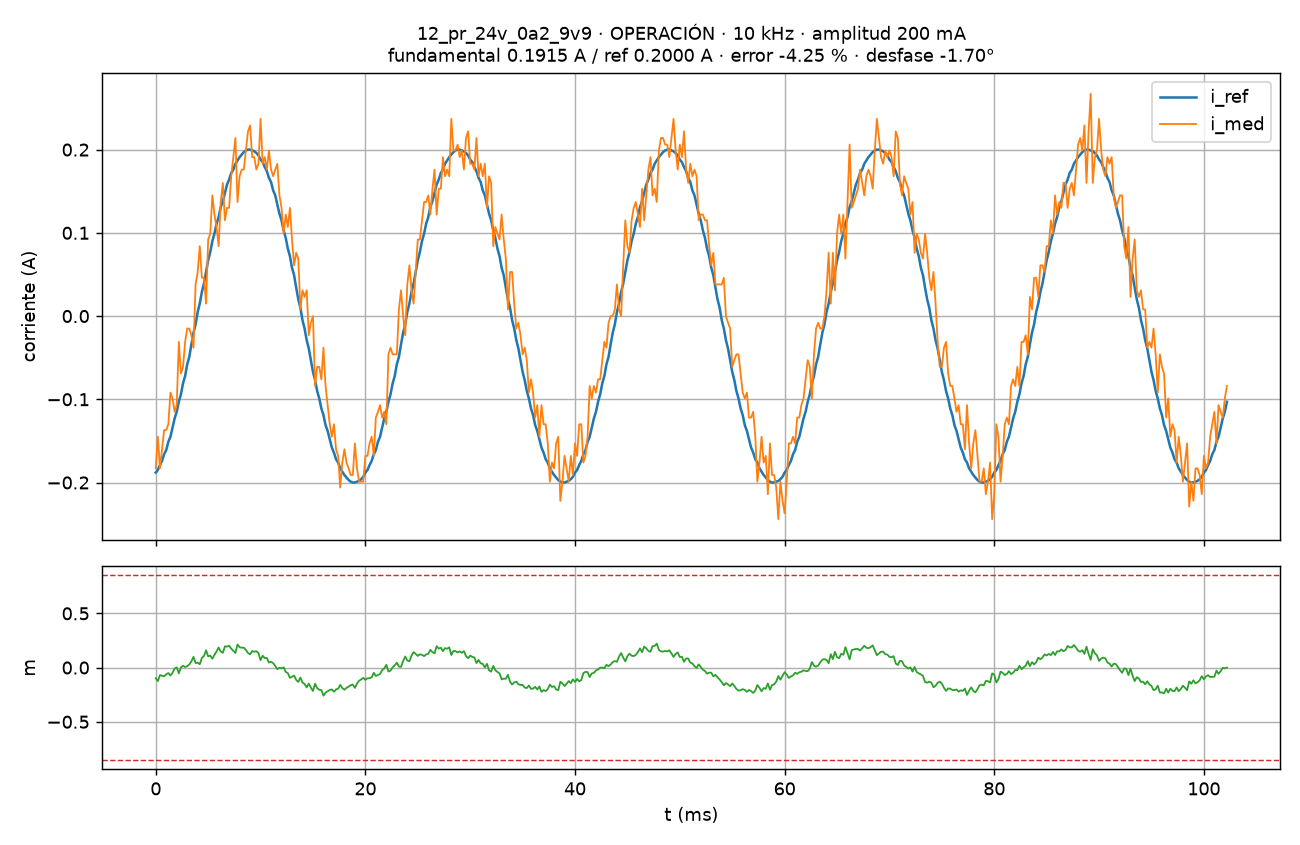 12_pr_24v_0a2_9v9 · OPERACIÓN · 10 kHz · amplitud 200 mA
fundamental 0.1915 A / ref 0.2000 A · error -4.25 % · desfase -1.70°
i_ref
i_med
corriente (A)
0.2
0.1
0.0
−0.1
−0.2
m
0.5
0.0
−0.5
0
20
40
60
80
100
t (ms)